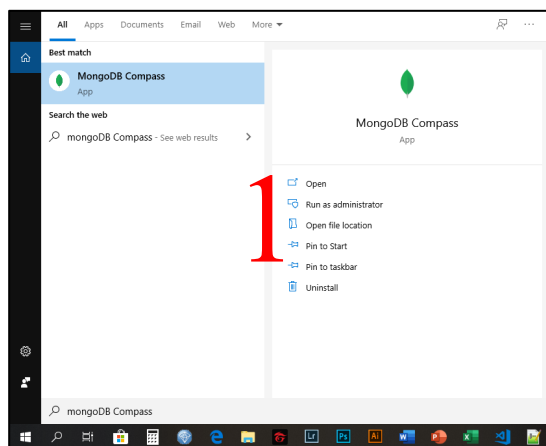 All Apps Documents Email Web More
Best match
MongoDB Compass
App
Search the web
mongoDB Compass - See web results
MongoDB Compass
App
1
Open
Run as administrator
Open file location
Pin to Start
Pin to taskbar
Uninstall
mongoDB Compass
Lr Ps Ai W P X